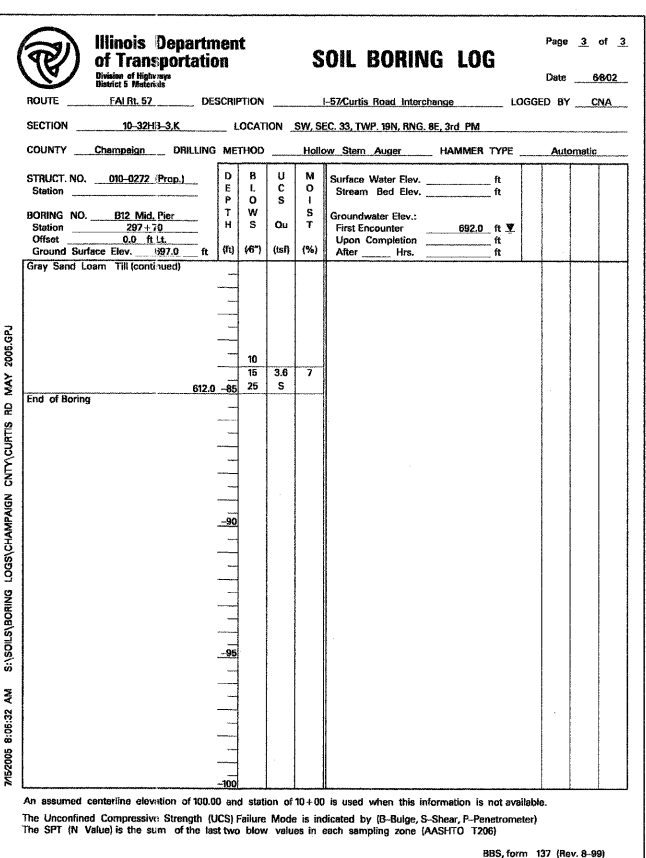 Illinois Department of Transportation
Division of Highways
District 5 Materials
SOIL BORING LOG
Page 3 of 3
Date 6/6/02
ROUTE FAI Rt. 57 DESCRIPTION I-57/Curtis Road Interchange LOGGED BY CNA
SECTION 10-32HB-3,K LOCATION SW, SEC. 33, TWP. 19N, RNG. 8E, 3rd PM
COUNTY Champaign DRILLING METHOD Hollow Stem Auger HAMMER TYPE Automatic
STRUCT. NO. 010-0272 (Prop.)
Station
BORING NO. B12 Mid. Pier
Station 297+70
Offset 0.0 ft Lt.
Ground Surface Elev. 697.0 ft
DEPTH (ft)
BLOWS (/6")
UCS Qu (tsf)
MOIST (%)
Surface Water Elev. ft
Stream Bed Elev. ft
Groundwater Elev.:
First Encounter 692.0 ft ▼
Upon Completion ft
After Hrs. ft
Gray Sand Loam Till (continued)
10
15 3.6 7
612.0 -85 25 S
End of Boring
-90
-95
-100
An assumed centerline elevation of 100.00 and station of 10+00 is used when this information is not available.
The Unconfined Compressive Strength (UCS) Failure Mode is indicated by (B-Bulge, S-Shear, P-Penetrometer)
The SPT (N Value) is the sum of the last two blow values in each sampling zone (AASHTO T206)
BBS, form 137 (Rev. 8-99)
7/15/2005 8:06:32 AM S:\SOILS\BORING LOGS\CHAMPAIGN CNTY\CURTIS RD MAY 2005.GPJ